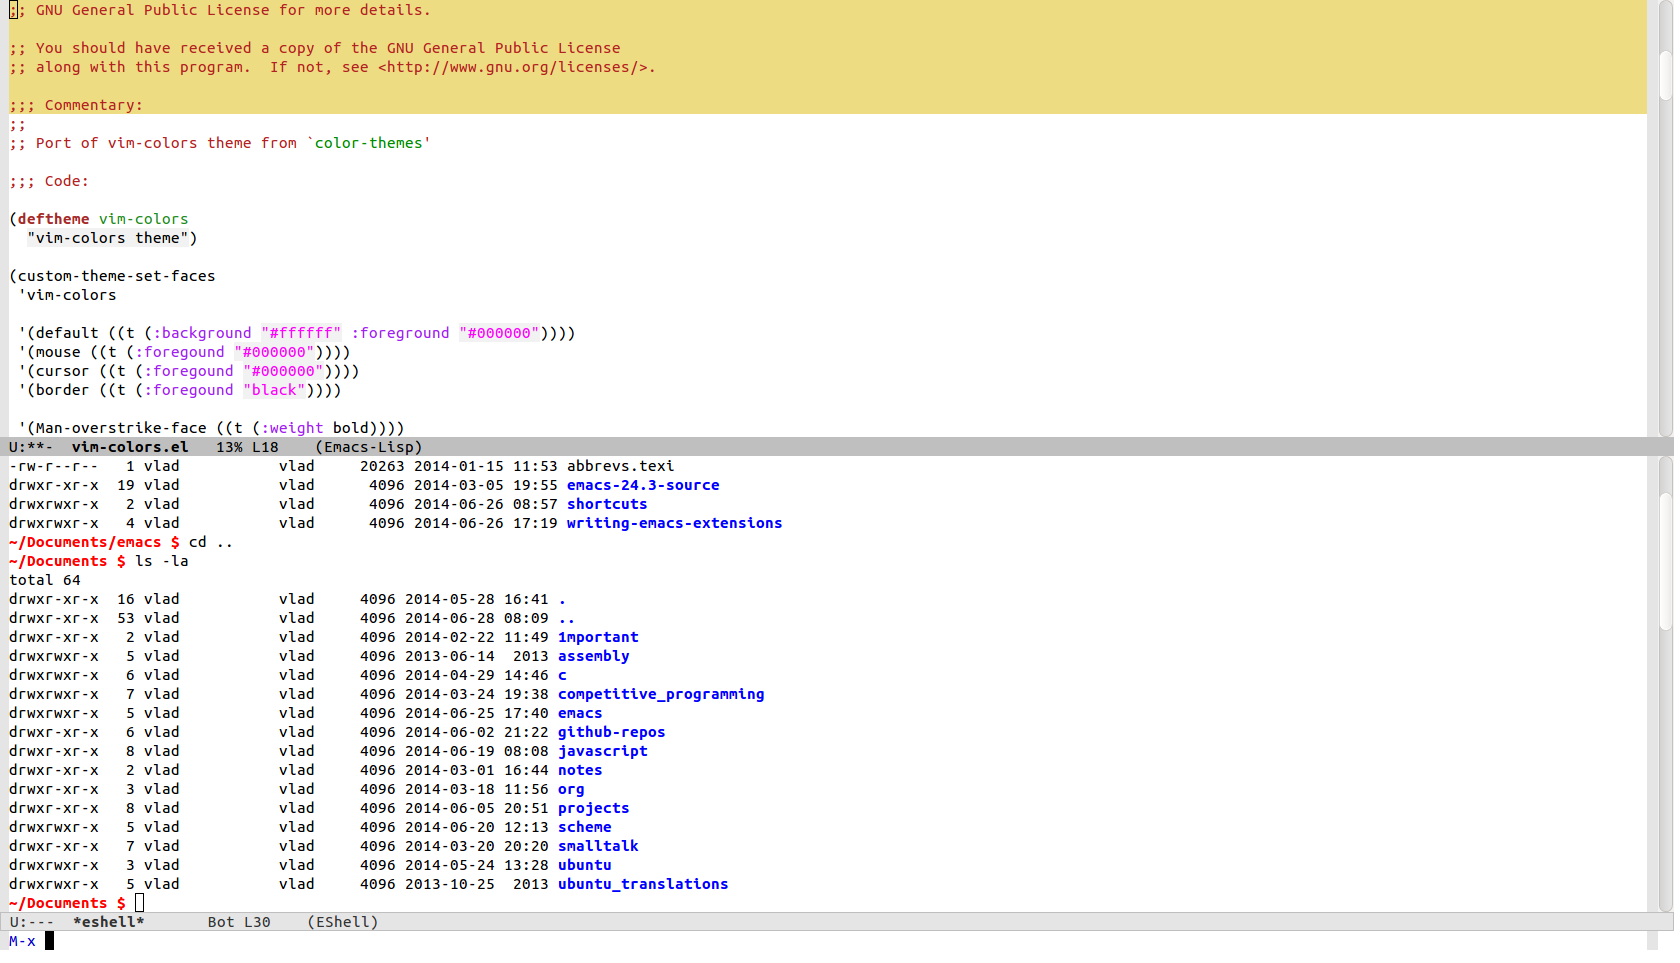 ;; GNU General Public License for more details.
;; You should have received a copy of the GNU General Public License
;; along with this program.  If not, see <http://www.gnu.org/licenses/>.
;;; Commentary:
;;
;; Port of vim-colors theme from `color-themes'
;;; Code:
(deftheme vim-colors
  "vim-colors theme")
(custom-theme-set-faces
 'vim-colors
 '(default ((t (:background "#ffffff" :foreground "#000000"))))
 '(mouse ((t (:foregound "#000000"))))
 '(cursor ((t (:foregound "#000000"))))
 '(border ((t (:foregound "black"))))
 '(Man-overstrike-face ((t (:weight bold))))
U:**-  vim-colors.el   13% L18    (Emacs-Lisp)
-rw-r--r--   1 vlad           vlad     20263 2014-01-15 11:53 abbrevs.texi
drwxr-xr-x  19 vlad           vlad      4096 2014-03-05 19:55 emacs-24.3-source
drwxrwxr-x   2 vlad           vlad      4096 2014-06-26 08:57 shortcuts
drwxrwxr-x   4 vlad           vlad      4096 2014-06-26 17:19 writing-emacs-extensions
~/Documents/emacs $ cd ..
~/Documents $ ls -la
total 64
drwxr-xr-x  16 vlad           vlad     4096 2014-05-28 16:41 .
drwxr-xr-x  53 vlad           vlad     4096 2014-06-28 08:09 ..
drwxr-xr-x   2 vlad           vlad     4096 2014-02-22 11:49 1mportant
drwxrwxr-x   5 vlad           vlad     4096 2013-06-14  2013 assembly
drwxr-xr-x   6 vlad           vlad     4096 2014-04-29 14:46 c
drwxrwxr-x   7 vlad           vlad     4096 2014-03-24 19:38 competitive_programming
drwxrwxr-x   5 vlad           vlad     4096 2014-06-25 17:40 emacs
drwxr-xr-x   6 vlad           vlad     4096 2014-06-02 21:22 github-repos
drwxr-xr-x   8 vlad           vlad     4096 2014-06-19 08:08 javascript
drwxr-xr-x   2 vlad           vlad     4096 2014-03-01 16:44 notes
drwxr-xr-x   3 vlad           vlad     4096 2014-03-18 11:56 org
drwxr-xr-x   8 vlad           vlad     4096 2014-06-05 20:51 projects
drwxrwxr-x   5 vlad           vlad     4096 2014-06-20 12:13 scheme
drwxrwxr-x   7 vlad           vlad     4096 2014-03-20 20:20 smalltalk
drwxrwxr-x   3 vlad           vlad     4096 2014-05-24 13:28 ubuntu
drwxrwxr-x   5 vlad           vlad     4096 2013-10-25  2013 ubuntu_translations
~/Documents $
U:---  *eshell*       Bot L30    (EShell)
M-x